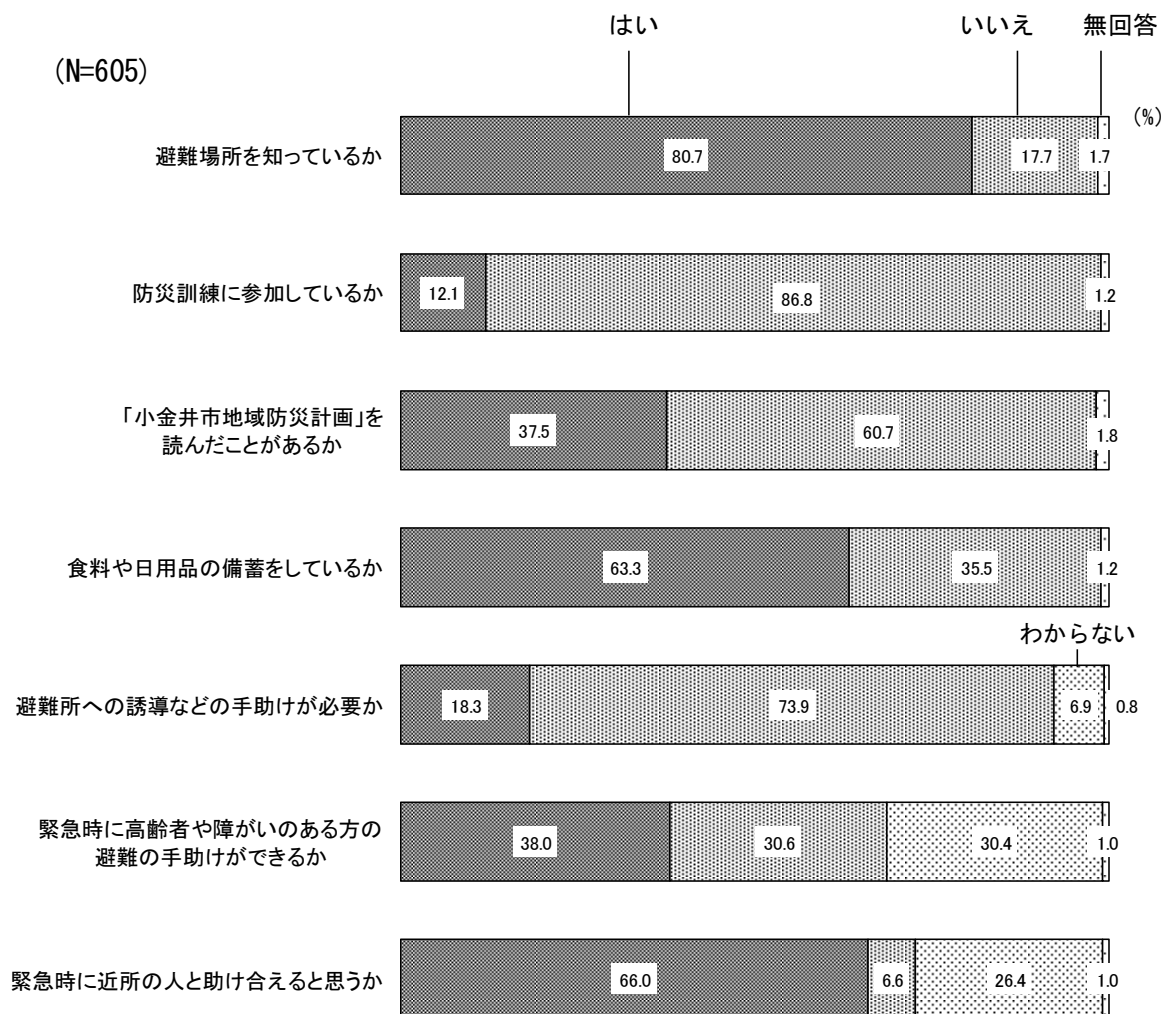 はい いいえ 無回答
(N=605)
(%)
避難場所を知っているか 80.7 17.7 1.7
防災訓練に参加しているか 12.1 86.8 1.2
「小金井市地域防災計画」を
読んだことがあるか 37.5 60.7 1.8
食料や日用品の備蓄をしているか 63.3 35.5 1.2
わからない
避難所への誘導などの手助けが必要か 18.3 73.9 6.9 0.8
緊急時に高齢者や障がいのある方の
避難の手助けができるか 38.0 30.6 30.4 1.0
緊急時に近所の人と助け合えると思うか 66.0 6.6 26.4 1.0